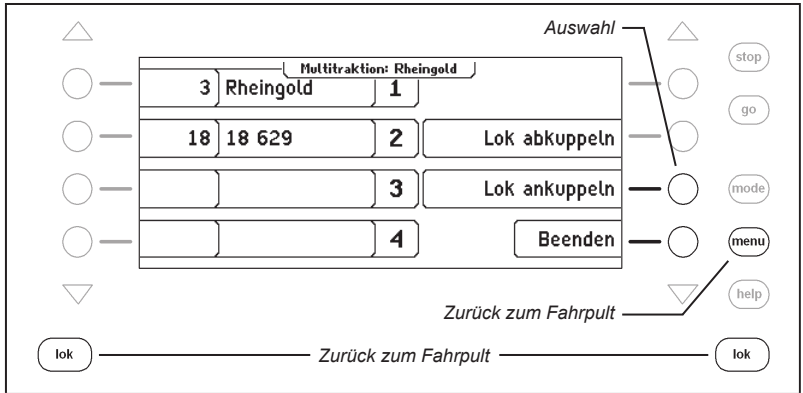 Auswahl
stop
Multitraktion: Rheingold
3 Rheingold 1
go
18 18 629 2 Lok abkuppeln
3 Lok ankuppeln
mode
4 Beenden
menu
help
Zurück zum Fahrpult
lok Zurück zum Fahrpult lok